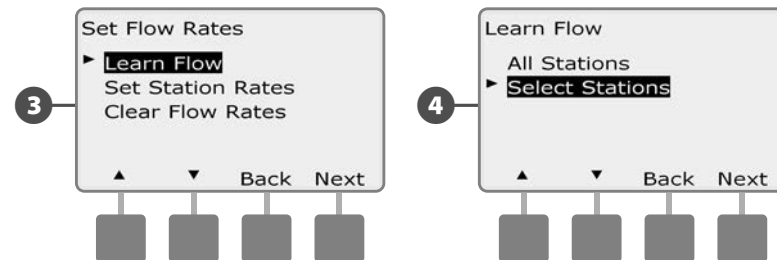 Set Flow Rates
► Learn Flow
Set Station Rates
Clear Flow Rates
▲ ▼ Back Next
3
Learn Flow
All Stations
► Select Stations
▲ ▼ Back Next
4